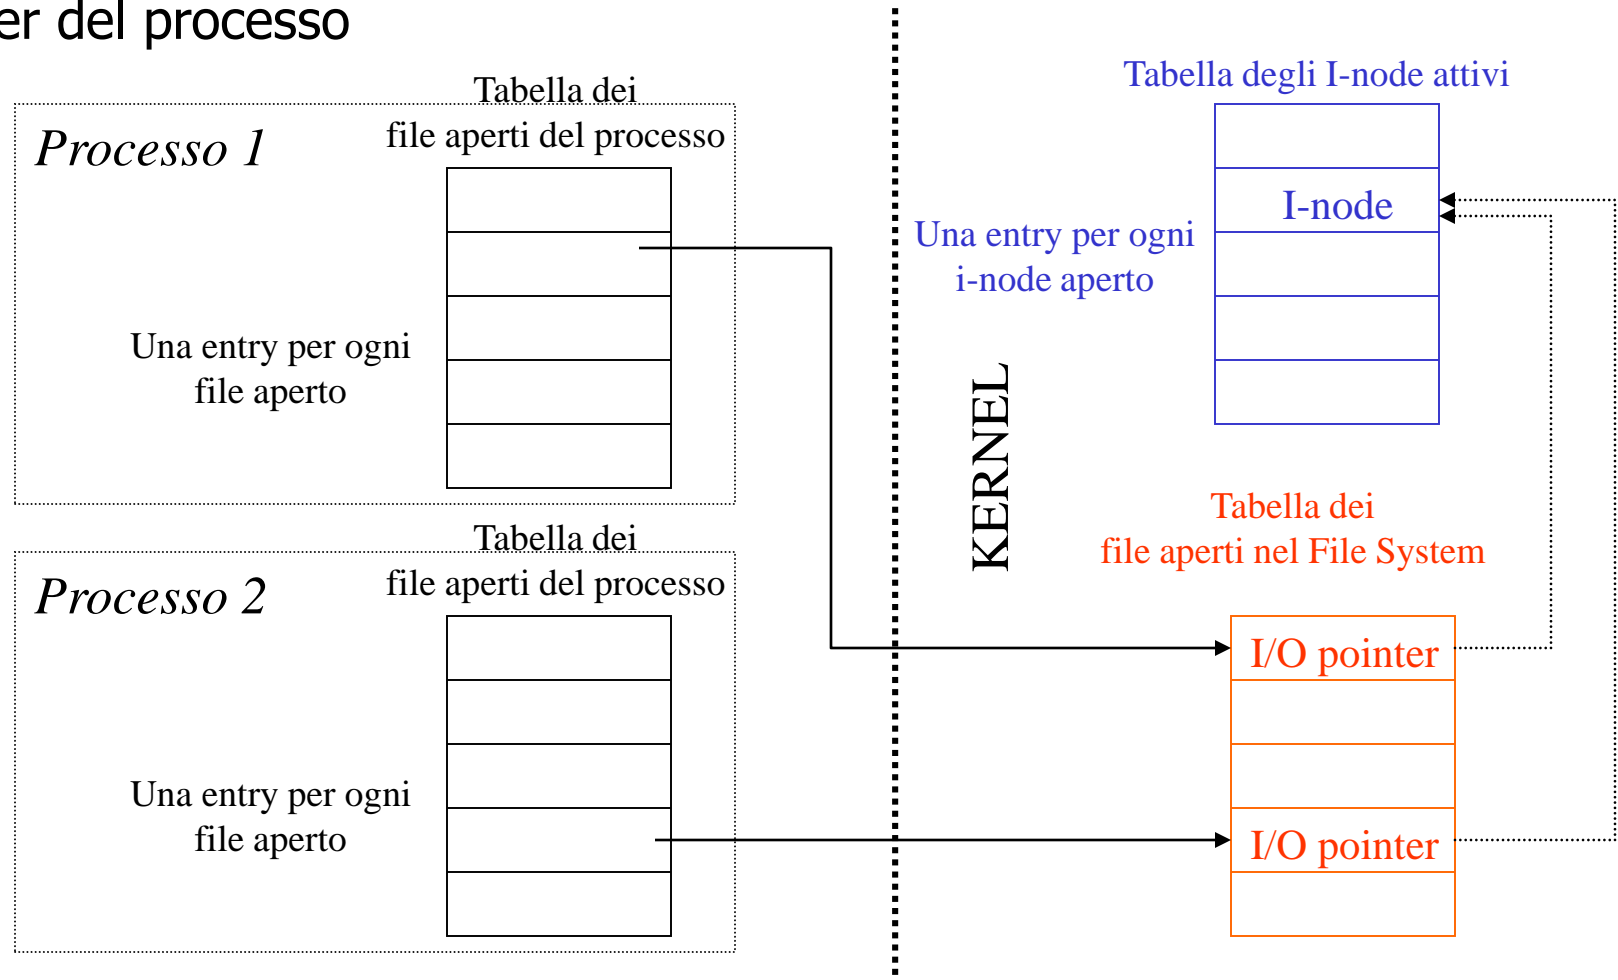 er del processo
Tabella dei
file aperti del processo
Processo 1
Una entry per ogni
file aperto
Tabella dei
file aperti del processo
Processo 2
Una entry per ogni
file aperto
KERNEL
Tabella degli I-node attivi
I-node
Una entry per ogni
i-node aperto
Tabella dei
file aperti nel File System
I/O pointer
I/O pointer